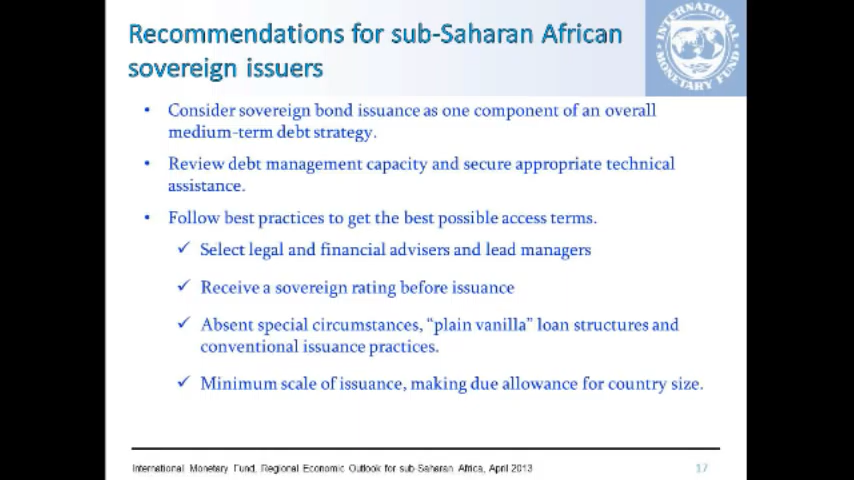 Recommendations for sub-Saharan African
sovereign issuers
INTERNATIONAL MONETARY FUND
• Consider sovereign bond issuance as one component of an overall
medium-term debt strategy.
• Review debt management capacity and secure appropriate technical
assistance.
• Follow best practices to get the best possible access terms.
✓ Select legal and financial advisers and lead managers
✓ Receive a sovereign rating before issuance
✓ Absent special circumstances, “plain vanilla” loan structures and
conventional issuance practices.
✓ Minimum scale of issuance, making due allowance for country size.
International Monetary Fund, Regional Economic Outlook for sub-Saharan Africa, April 2013
17